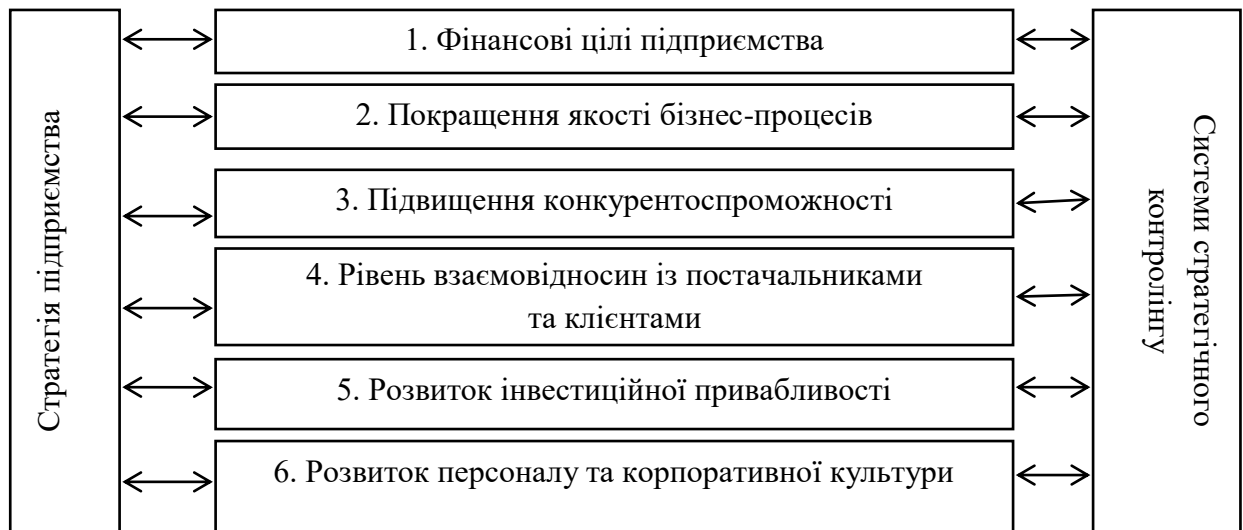 Стратегія підприємства
1. Фінансові цілі підприємства
2. Покращення якості бізнес-процесів
3. Підвищення конкурентоспроможності
4. Рівень взаємовідносин із постачальниками
та клієнтами
5. Розвиток інвестиційної привабливості
6. Розвиток персоналу та корпоративної культури
Системи стратегічного
контролінгу